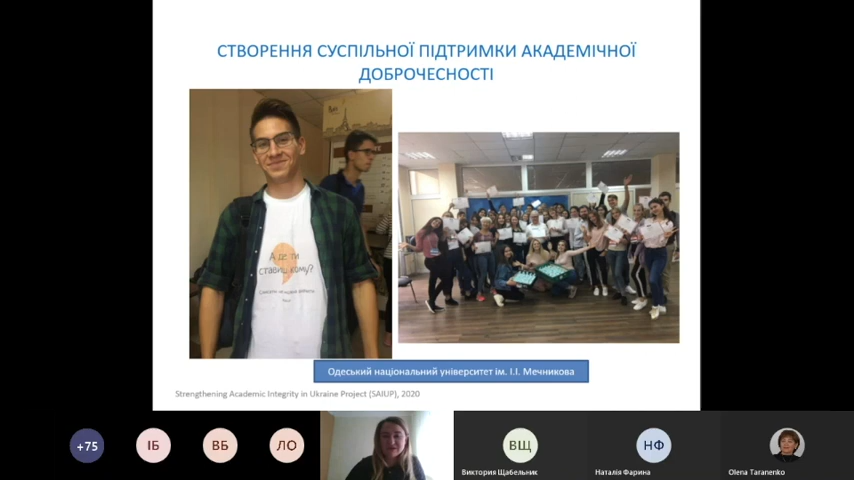 СТВОРЕННЯ СУСПІЛЬНОЇ ПІДТРИМКИ АКАДЕМІЧНОЇ
ДОБРОЧЕСНОСТІ
А де ти
ставиш кому?
Одеський національний університет ім. І.І. Мечникова
Strengthening Academic Integrity in Ukraine Project (SAIUP), 2020
+75
ІБ
ВБ
ЛО
ВЩ
НФ
Виктория Щабельник
Наталія Фарина
Olena Taranenko